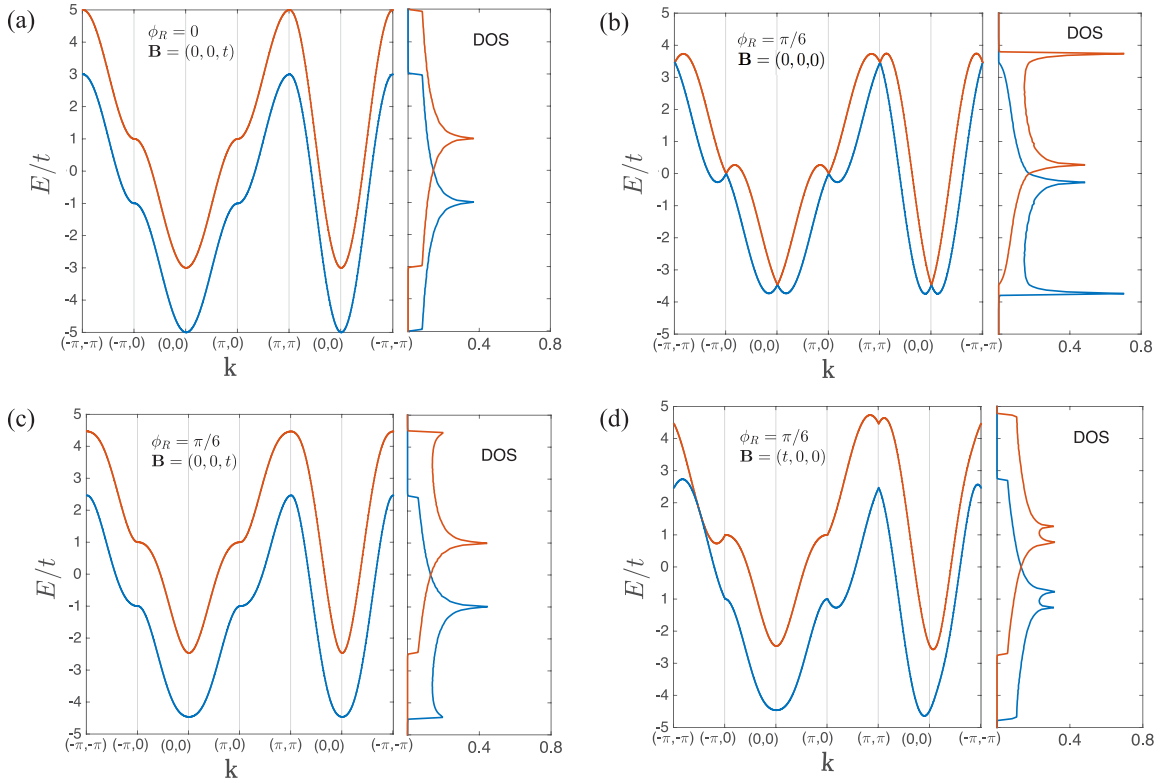 (a)
ϕ_R = 0
B = (0, 0, t)
DOS
E/t
5
4
3
2
1
0
-1
-2
-3
-4
-5
(-π,-π) (-π,0) (0,0) (π,0) (π,π) (0,0) (-π,-π)
0.4 0.8
k
(b)
ϕ_R = π/6
B = (0,0,0)
DOS
E/t
5
4
3
2
1
0
-1
-2
-3
-4
-5
(-π,-π) (-π,0) (0,0) (π,0) (π,π) (0,0) (-π,-π)
0.4 0.8
k
(c)
ϕ_R = π/6
B = (0, 0, t)
DOS
E/t
5
4
3
2
1
0
-1
-2
-3
-4
-5
(-π,-π) (-π,0) (0,0) (π,0) (π,π) (0,0) (-π,-π)
0.4 0.8
k
(d)
ϕ_R = π/6
B = (t, 0, 0)
DOS
E/t
5
4
3
2
1
0
-1
-2
-3
-4
-5
(-π,-π) (-π,0) (0,0) (π,0) (π,π) (0,0) (-π,-π)
0.4 0.8
k